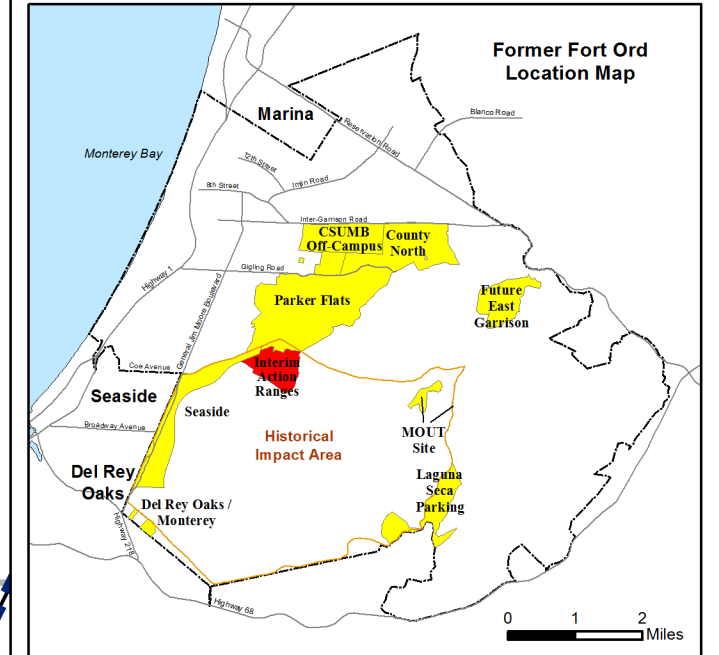 Former Fort Ord
Location Map
Marina
Blanco Road
Reservation Road
Monterey Bay
12th Street
8th Street
Imjin Road
Inter-Garrison Road
CSUMB
Off-Campus
County
North
Gigling Road
Highway 1
General Jim Moore Boulevard
Parker Flats
Future
East
Garrison
Coe Avenue
Interim
Action
Ranges
Seaside
Seaside
Broadway Avenue
Historical
Impact Area
MOUT
Site
Del Rey
Oaks
Laguna
Seca
Parking
Del Rey Oaks /
Monterey
Highway 218
Highway 68
0 1 2
Miles